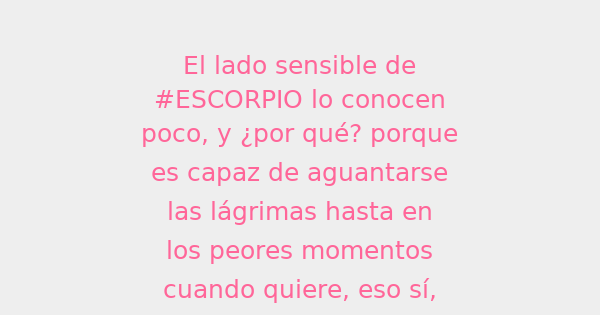 El lado sensible de
#ESCORPIO lo conocen
poco, y ¿por qué? porque
es capaz de aguantarse
las lágrimas hasta en
los peores momentos
cuando quiere, eso sí,